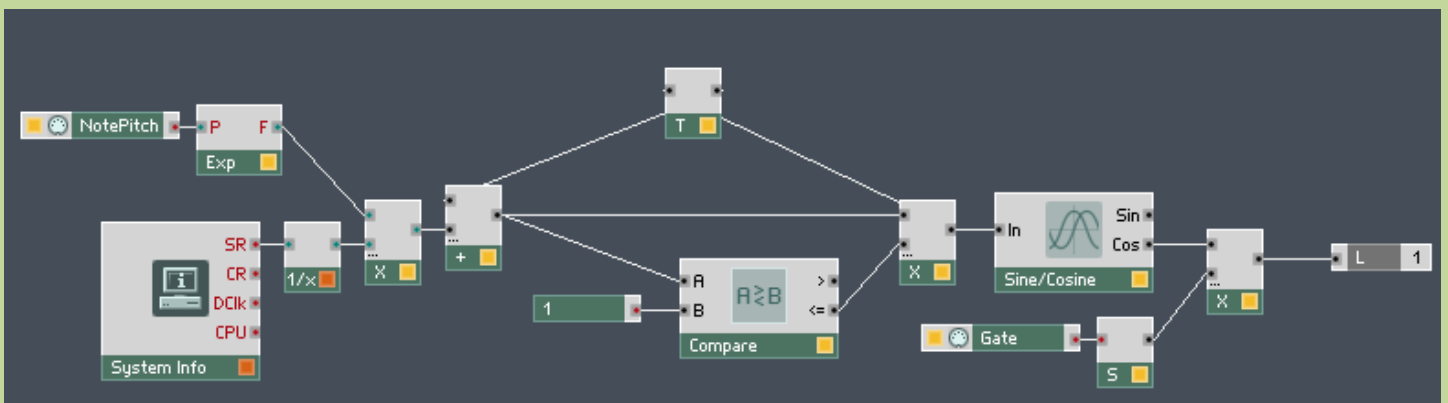 T
NotePitch
P F
Exp
SR
CR
DClk
CPU
System Info
1/x
...
X
...
+
A >
B <=
A≷B
Compare
1
...
X
In
Sin
Cos
Sine/Cosine
Gate
S
...
X
L 1